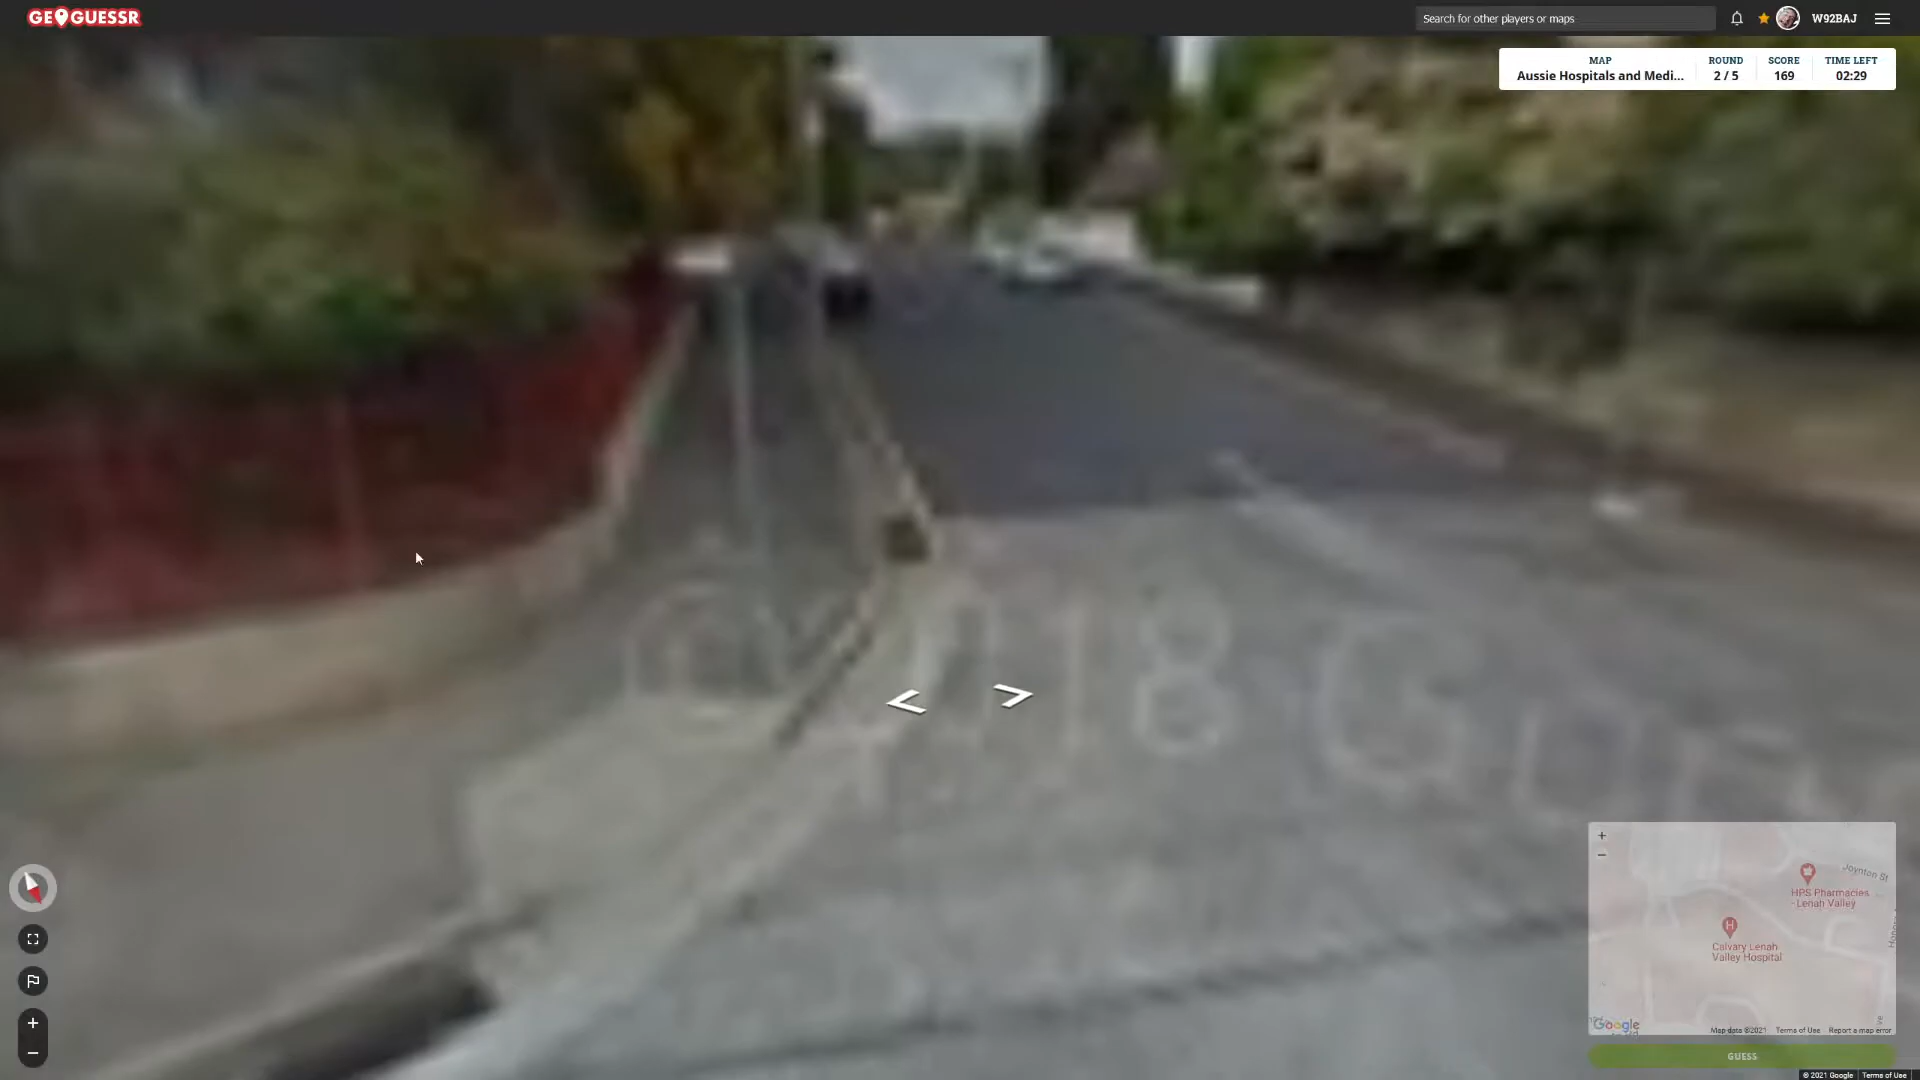 GEOGUESSR
Search for other players or maps
W92BAJ
MAP
Aussie Hospitals and Medi...
ROUND
2 / 5
SCORE
169
TIME LEFT
02:29
Joynton St
HPS Pharmacies
- Lenah Valley
Calvary Lenah
Valley Hospital
Google
Map data ©2021
Terms of Use
Report a map error
GUESS
© 2021 Google
Terms of Use